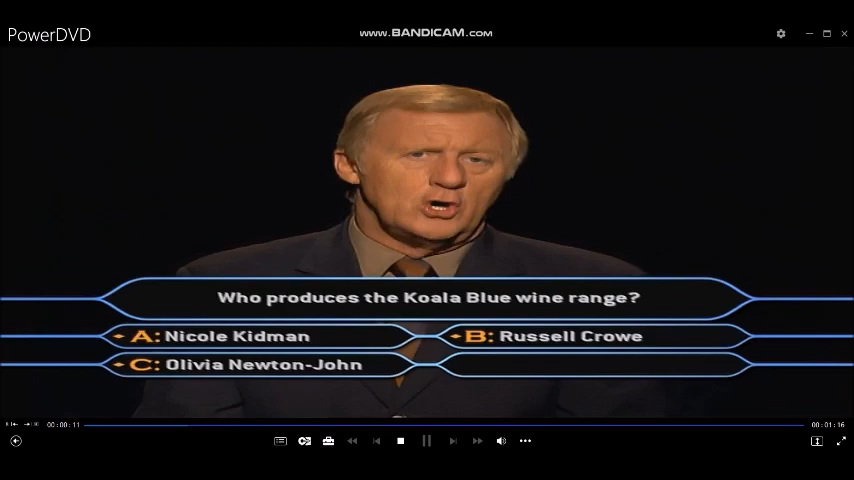 PowerDVD
www.BANDICAM.com
Who produces the Koala Blue wine range?
A: Nicole Kidman
B: Russell Crowe
C: Olivia Newton-John
00:00:11
00:01:16